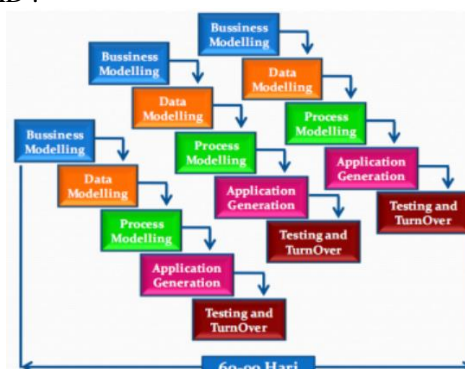 Bussiness
Modelling
Data
Modelling
Process
Modelling
Application
Generation
Testing and
TurnOver
Bussiness
Modelling
Data
Modelling
Process
Modelling
Application
Generation
Testing and
TurnOver
Bussiness
Modelling
Data
Modelling
Process
Modelling
Application
Generation
Testing and
TurnOver
60-90 Hari